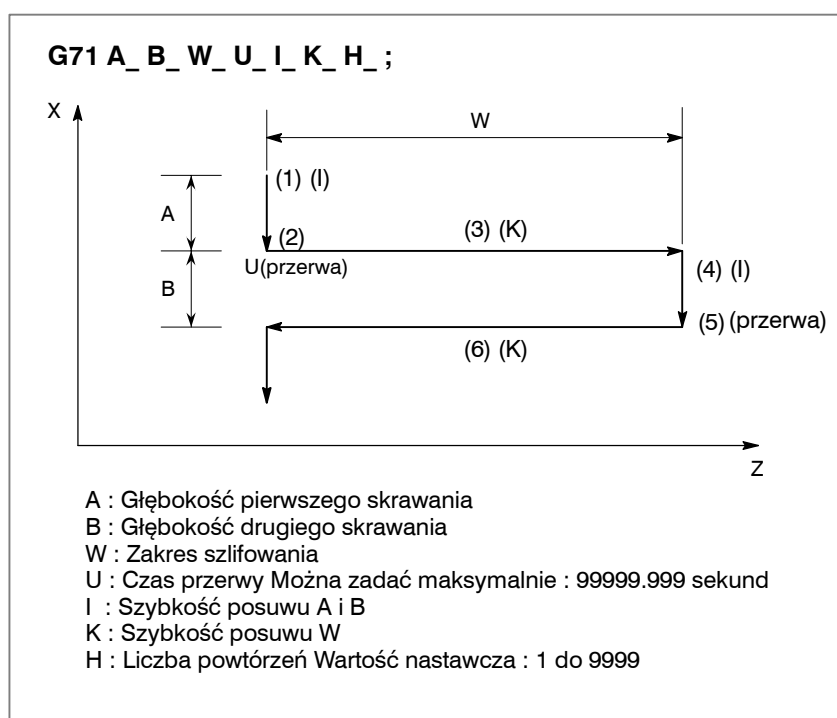 G71 A_ B_ W_ U_ I_ K_ H_ ;
X
W
(1) (I)
A
(2)
(3) (K)
U(przerwa)
(4) (I)
B
(5) (przerwa)
(6) (K)
Z
A : Głębokość pierwszego skrawania
B : Głębokość drugiego skrawania
W : Zakres szlifowania
U : Czas przerwy Można zadać maksymalnie : 99999.999 sekund
I : Szybkość posuwu A i B
K : Szybkość posuwu W
H : Liczba powtórzeń Wartość nastawcza : 1 do 9999